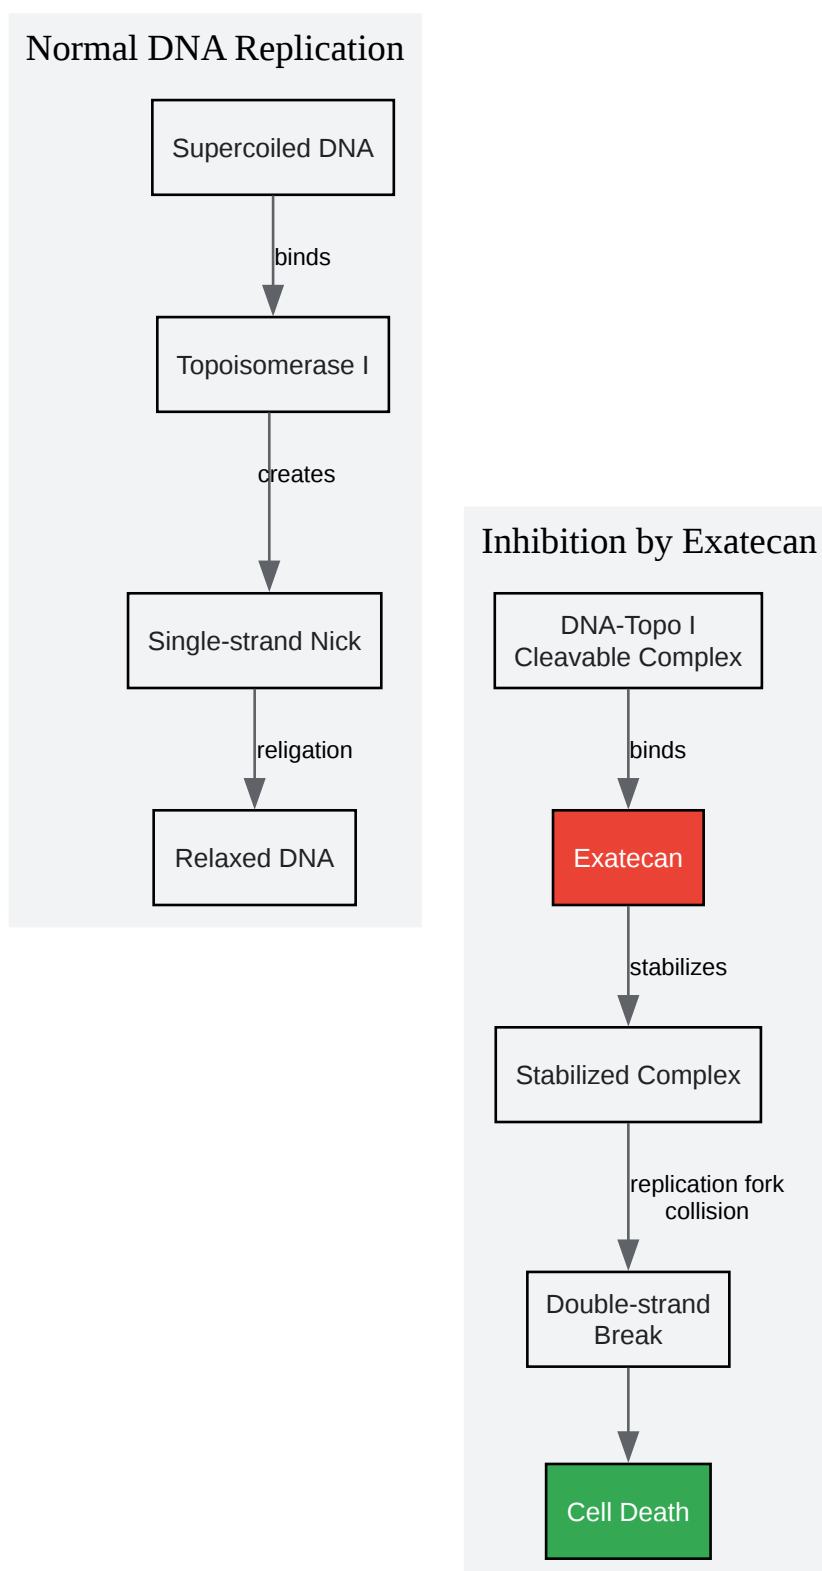 Normal DNA Replication
Supercoiled DNA
binds
Topoisomerase I
creates
Single-strand Nick
religation
Relaxed DNA
Inhibition by Exatecan
DNA-Topo I
Cleavable Complex
binds
Exatecan
stabilizes
Stabilized Complex
replication fork
collision
Double-strand
Break
Cell Death